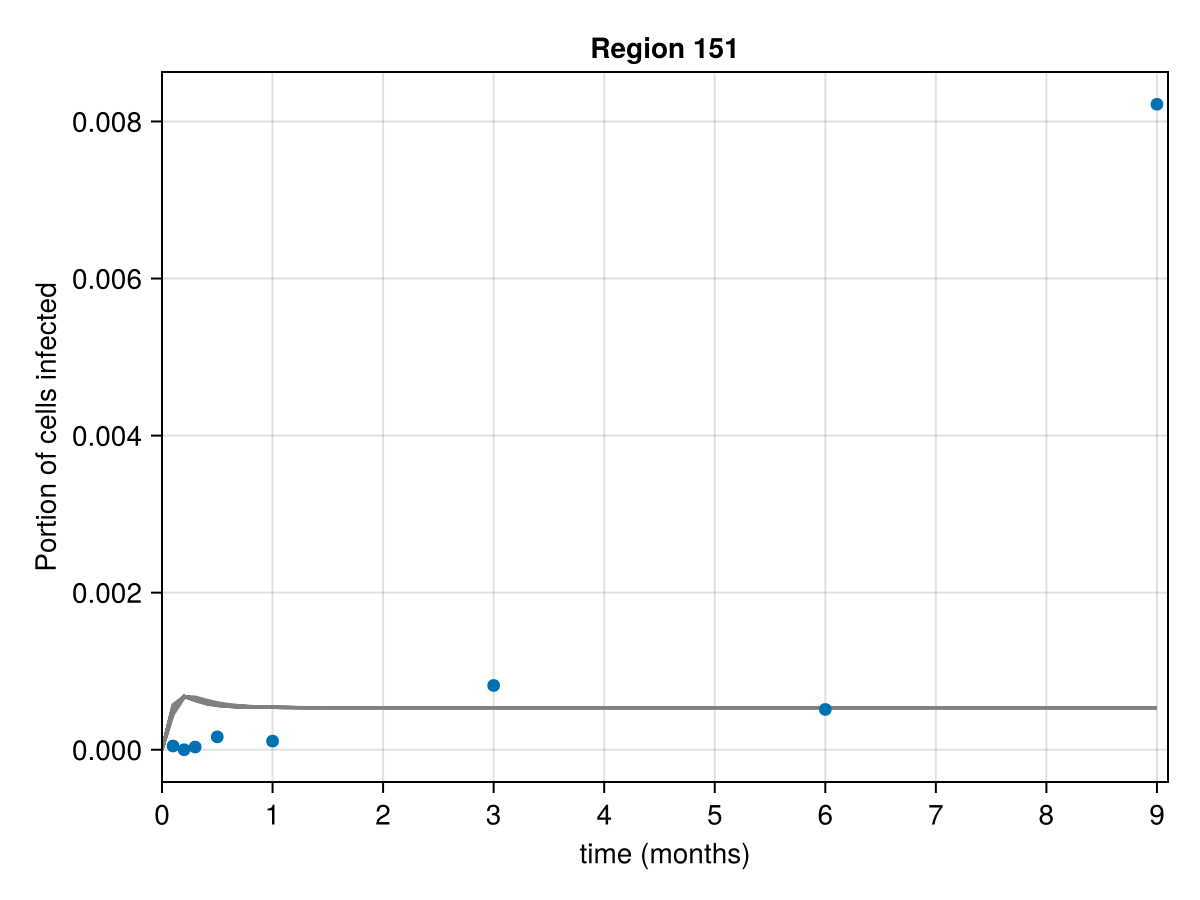 Region 151
Portion of cells infected
0.008
0.006
0.004
0.002
0.000
0 1 2 3 4 5 6 7 8 9
time (months)